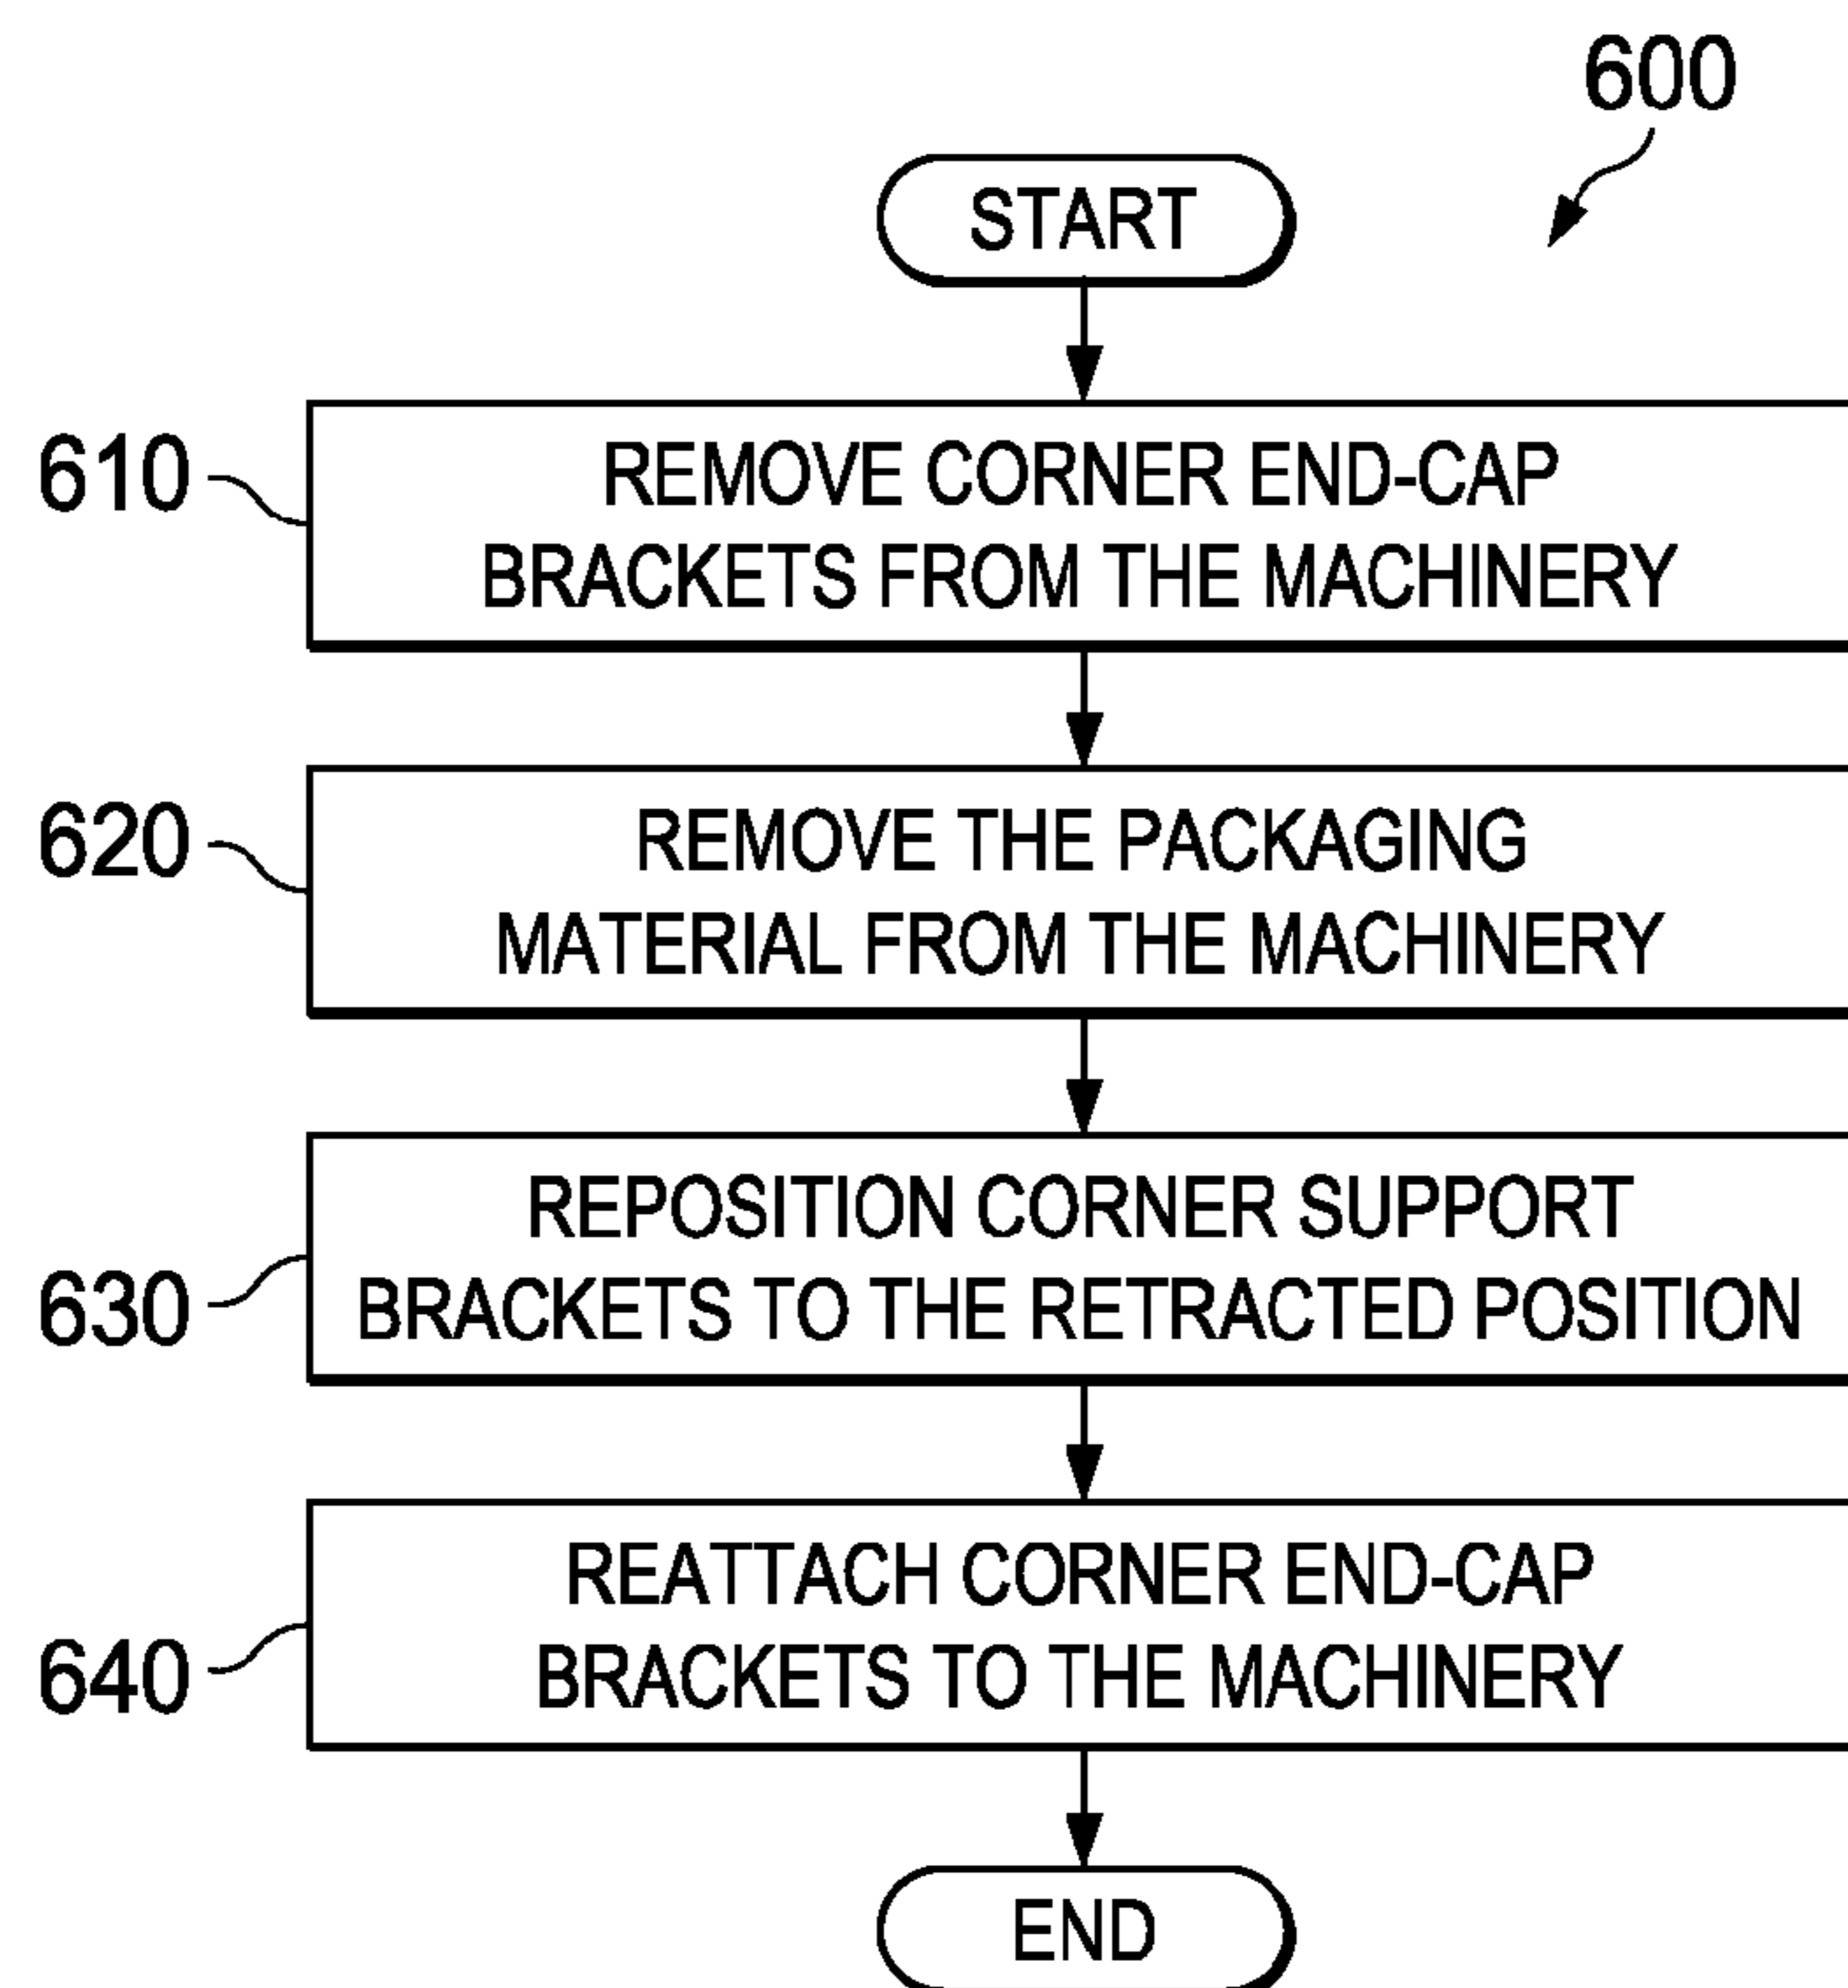 600
START
610
REMOVE CORNER END-CAP
BRACKETS FROM THE MACHINERY
620
REMOVE THE PACKAGING
MATERIAL FROM THE MACHINERY
630
REPOSITION CORNER SUPPORT
BRACKETS TO THE RETRACTED POSITION
640
REATTACH CORNER END-CAP
BRACKETS TO THE MACHINERY
END